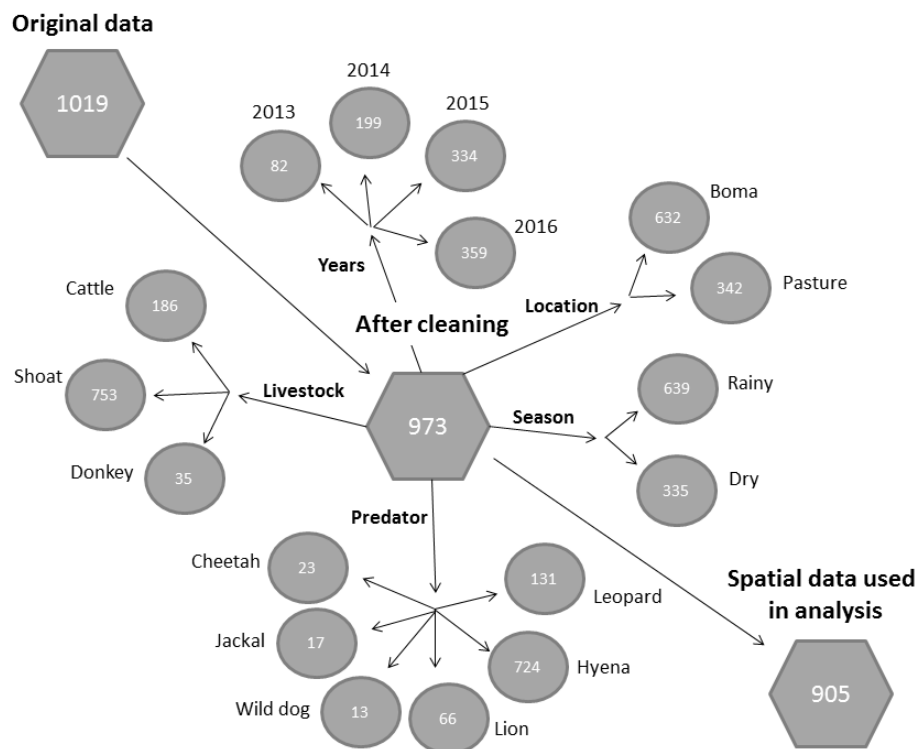 Original data
1019
2013
82
2014
199
2015
334
2016
359
Years
Boma
632
Pasture
342
Location
After cleaning
973
Cattle
186
Shoat
753
Donkey
35
Livestock
Season
Rainy
639
Dry
335
Predator
Cheetah
23
Jackal
17
Wild dog
13
Lion
66
Hyena
724
Leopard
131
Spatial data used
in analysis
905